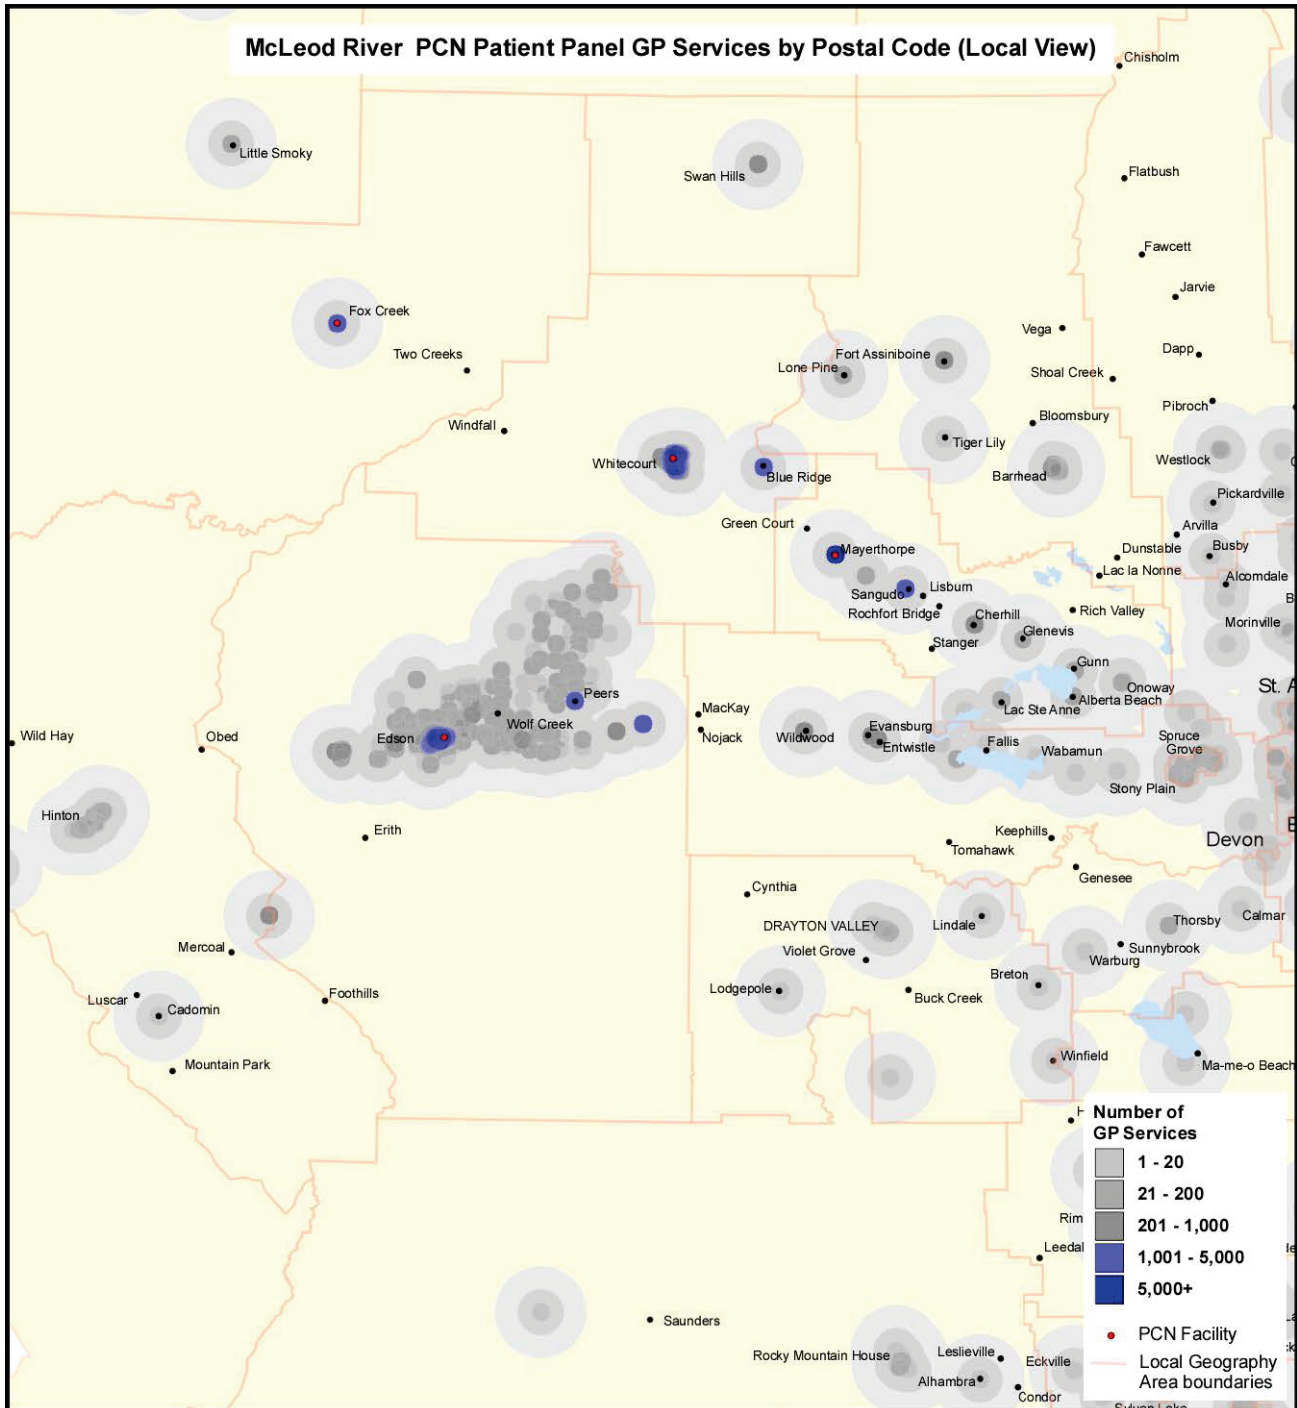 McLeod River PCN Patient Panel GP Services by Postal Code (Local View)
Chisholm
Little Smoky
Swan Hills
Flatbush
Fawcett
Jarvie
Fox Creek
Vega
Two Creeks
Fort Assiniboine
Dapp
Lone Pine
Shoal Creek
Pibroch
Bloomsbury
Windfall
Tiger Lily
Whitecourt
Westlock
Blue Ridge
Barrhead
Pickardville
Green Court
Arvilla
Mayerthorpe
Dunstable
Busby
Lac la Nonne
Alcomdale
Sangudo
Lisburn
Rochfort Bridge
Rich Valley
Cherhill
Morinville
Glenevis
Stanger
Gunn
St. A
Onoway
Peers
Alberta Beach
MacKay
Lac Ste Anne
Wolf Creek
Evansburg
Wild Hay
Obed
Edson
Nojack
Wildwood
Entwistle
Fallis
Wabamun
Spruce
Grove
Stony Plain
Hinton
Erith
Keephills
Devon
Tomahawk
Genesee
Cynthia
DRAYTON VALLEY
Lindale
Thorsby
Calmar
Mercoal
Violet Grove
Sunnybrook
Warburg
Luscar
Foothills
Lodgepole
Breton
Buck Creek
Cadomin
Mountain Park
Winfield
Ma-me-o Beach
H
Number of
GP Services
1 - 20
21 - 200
201 - 1,000
1,001 - 5,000
5,000+
PCN Facility
Local Geography
Area boundaries
Rim
Leedal
Saunders
Rocky Mountain House
Leslieville
Eckville
Alhambra
Condor